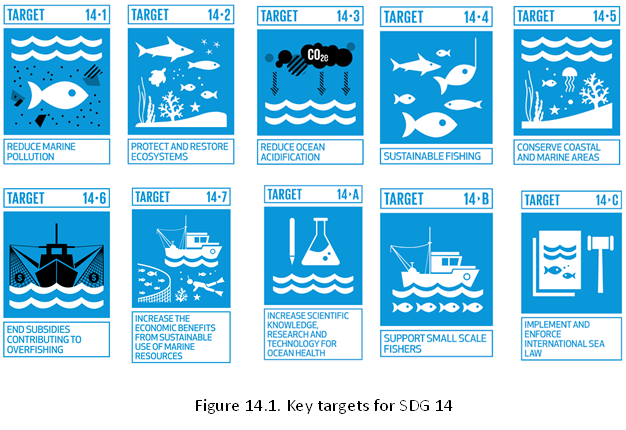 TARGET 14·1
TARGET 14·2
TARGET 14·3
TARGET 14·4
TARGET 14·5
CO2e
REDUCE MARINE
POLLUTION
PROTECT AND RESTORE
ECOSYSTEMS
REDUCE OCEAN
ACIDIFICATION
SUSTAINABLE FISHING
CONSERVE COASTAL
AND MARINE AREAS
TARGET 14·6
TARGET 14·7
TARGET 14·A
TARGET 14·B
TARGET 14·C
$ $
END SUBSIDIES
CONTRIBUTING TO
OVERFISHING
INCREASE THE
ECONOMIC BENEFITS
FROM SUSTAINABLE
USE OF MARINE
RESOURCES
INCREASE SCIENTIFIC
KNOWLEDGE,
RESEARCH AND
TECHNOLOGY FOR
OCEAN HEALTH
SUPPORT SMALL SCALE
FISHERS
IMPLEMENT AND
ENFORCE
INTERNATIONAL SEA
LAW
Figure 14.1. Key targets for SDG 14